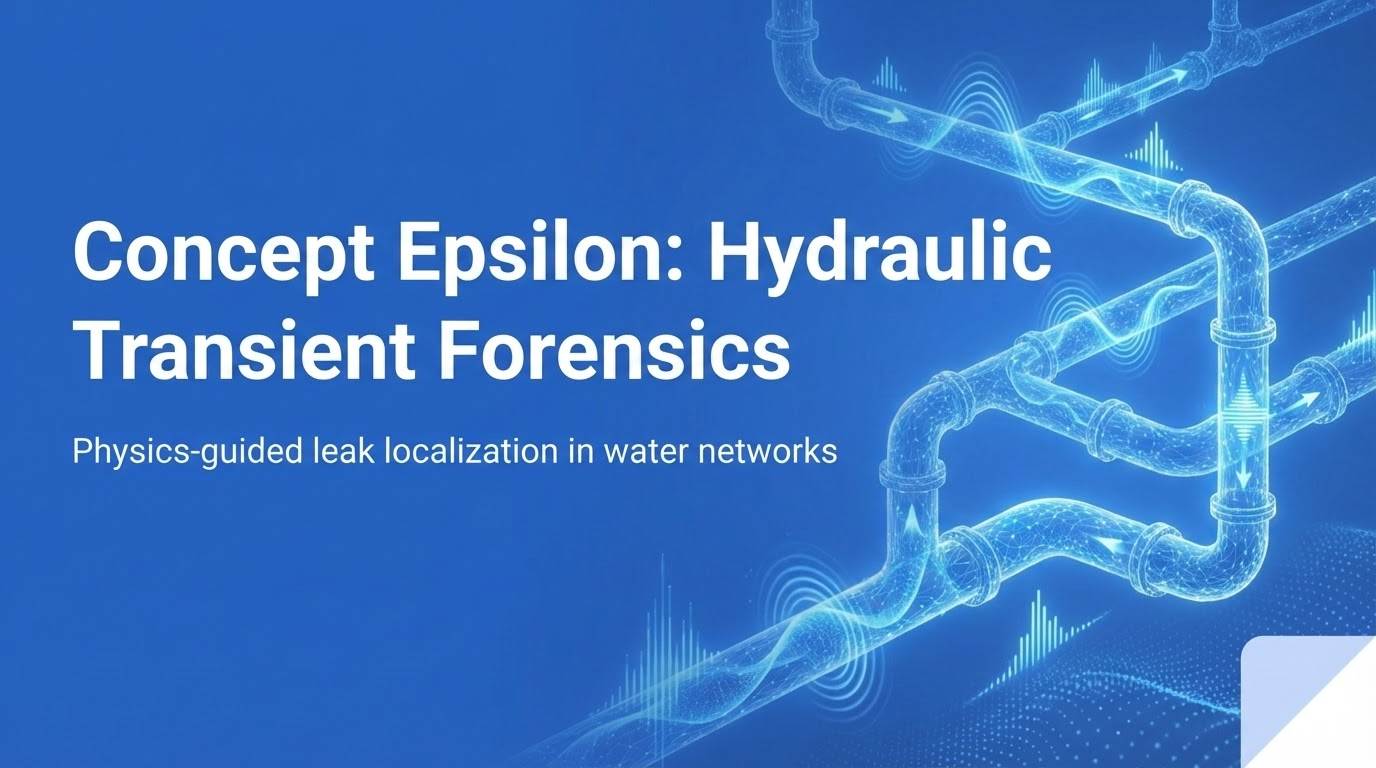 Concept Epsilon: Hydraulic
Transient Forensics
Physics-guided leak localization in water networks